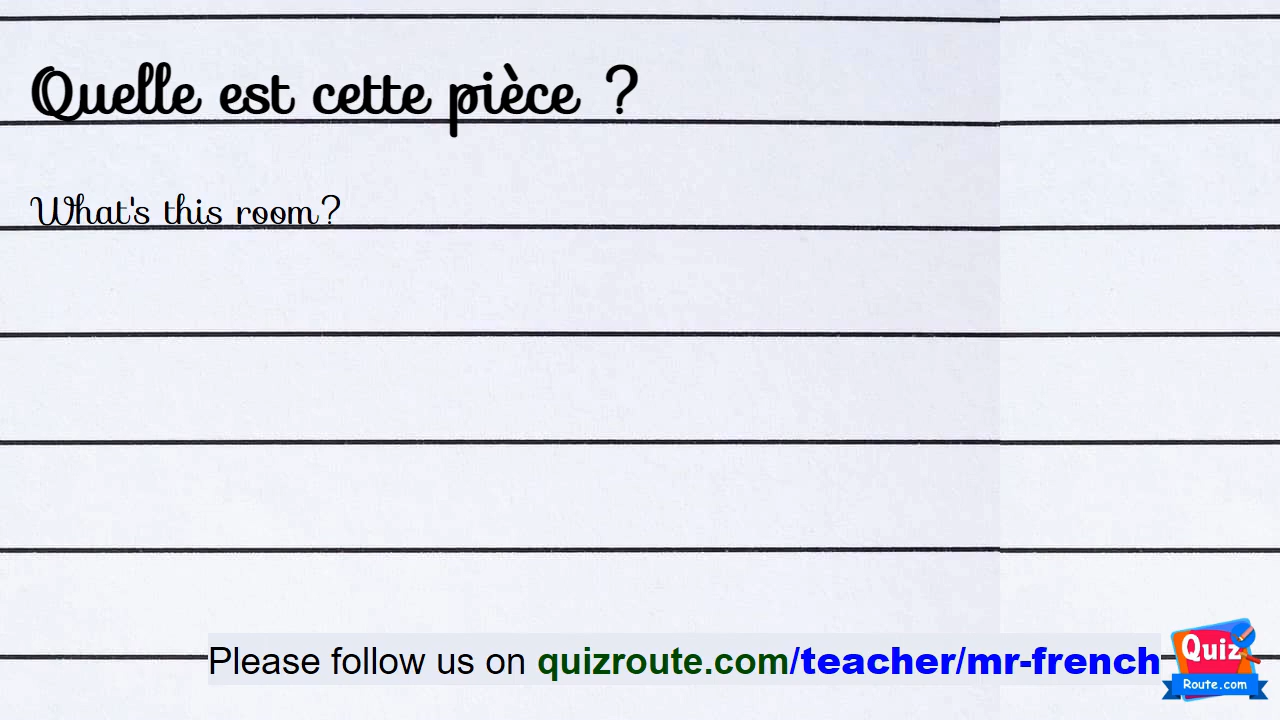 Quelle est cette pièce ?
What's this room?
Please follow us on quizroute.com/teacher/mr-french
Quiz
Route.com